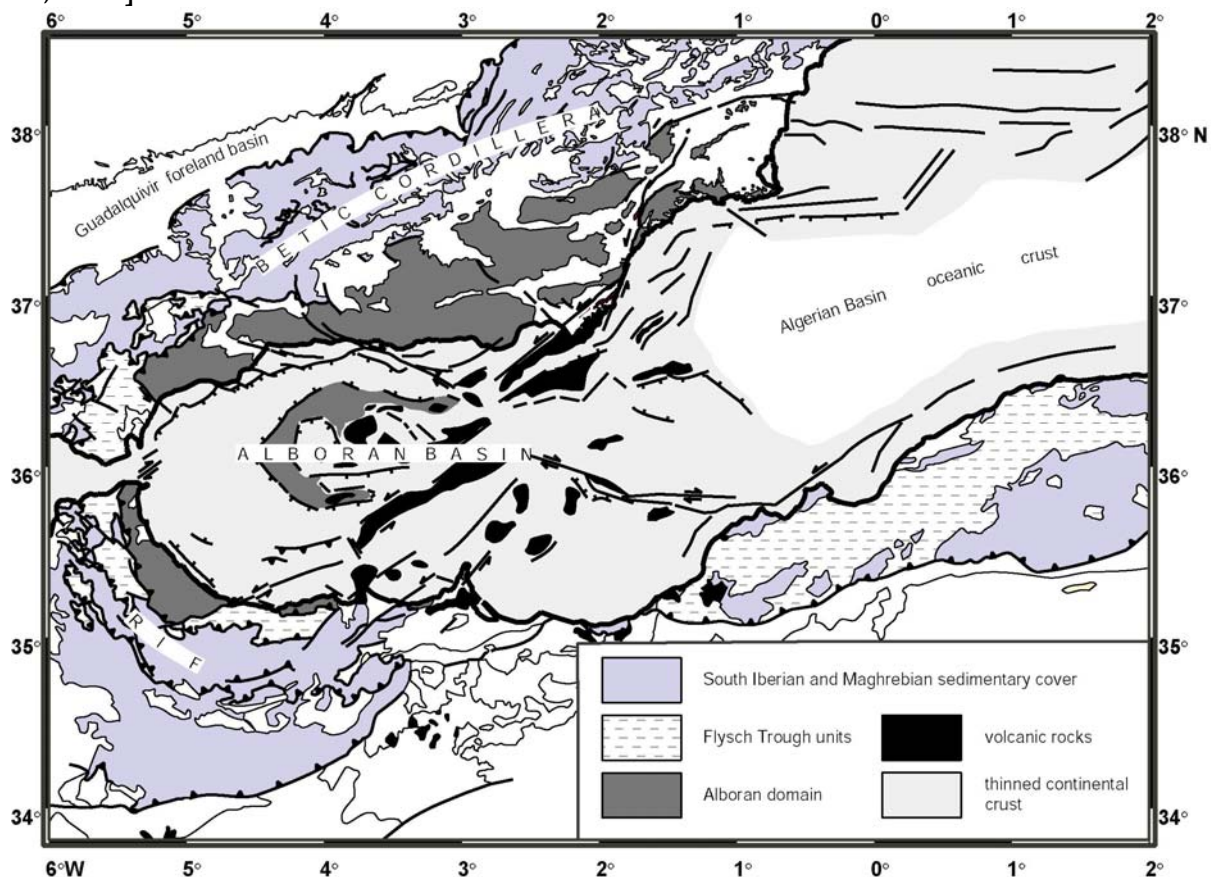 6° 5° 4° 3° 2° 1° 0° 1° 2°
38° 38° N
Guadalquivir foreland basin
BETIC CORDILLERA
37° 37°
Algerian Basin oceanic crust
ALBORAN BASIN
36° 36°
35° 35°
RIF
South Iberian and Maghrebian sedimentary cover
Flysch Trough units
volcanic rocks
Alboran domain
thinned continental
crust
34° 34°
6°W 5° 4° 3° 2° 1° 0° 1° 2°